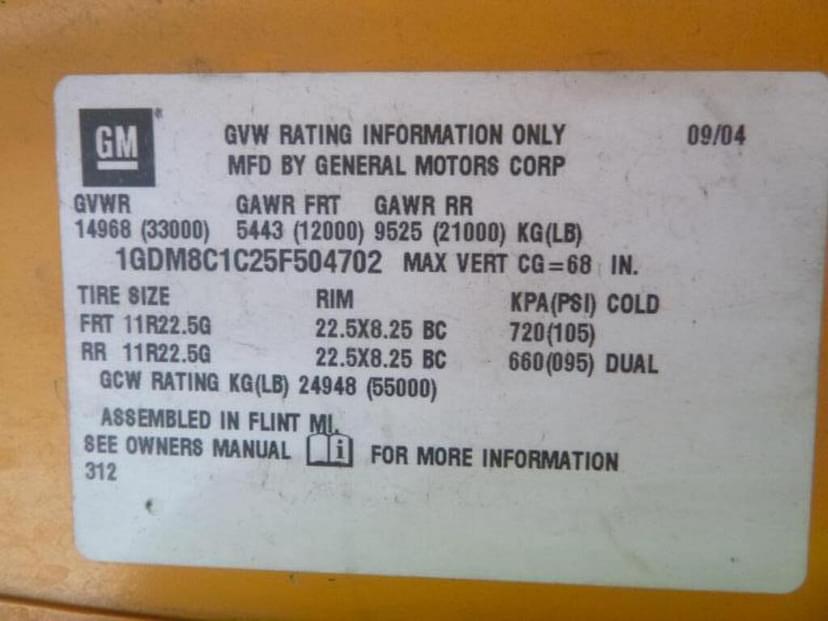 GM GVW RATING INFORMATION ONLY 09/04
MFD BY GENERAL MOTORS CORP
GVWR GAWR FRT GAWR RR
14968 (33000) 5443 (12000) 9525 (21000) KG(LB)
1GDM8C1C25F504702 MAX VERT CG=68 IN.
TIRE SIZE RIM KPA(PSI) COLD
FRT 11R22.5G 22.5X8.25 BC 720(105)
RR 11R22.5G 22.5X8.25 BC 660(095) DUAL
GCW RATING KG(LB) 24948 (55000)
ASSEMBLED IN FLINT MI.
SEE OWNERS MANUAL i FOR MORE INFORMATION
312